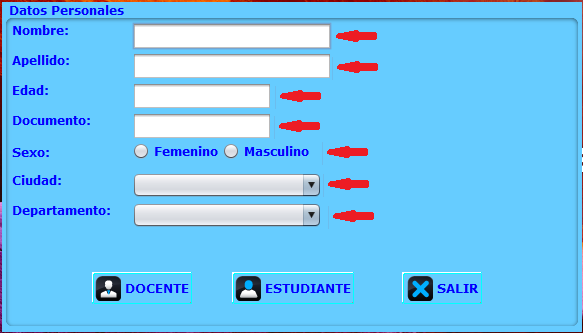 Datos Personales
Nombre:
Apellido:
Edad:
Documento:
Sexo: Femenino Masculino
Ciudad:
Departamento:
DOCENTE ESTUDIANTE SALIR